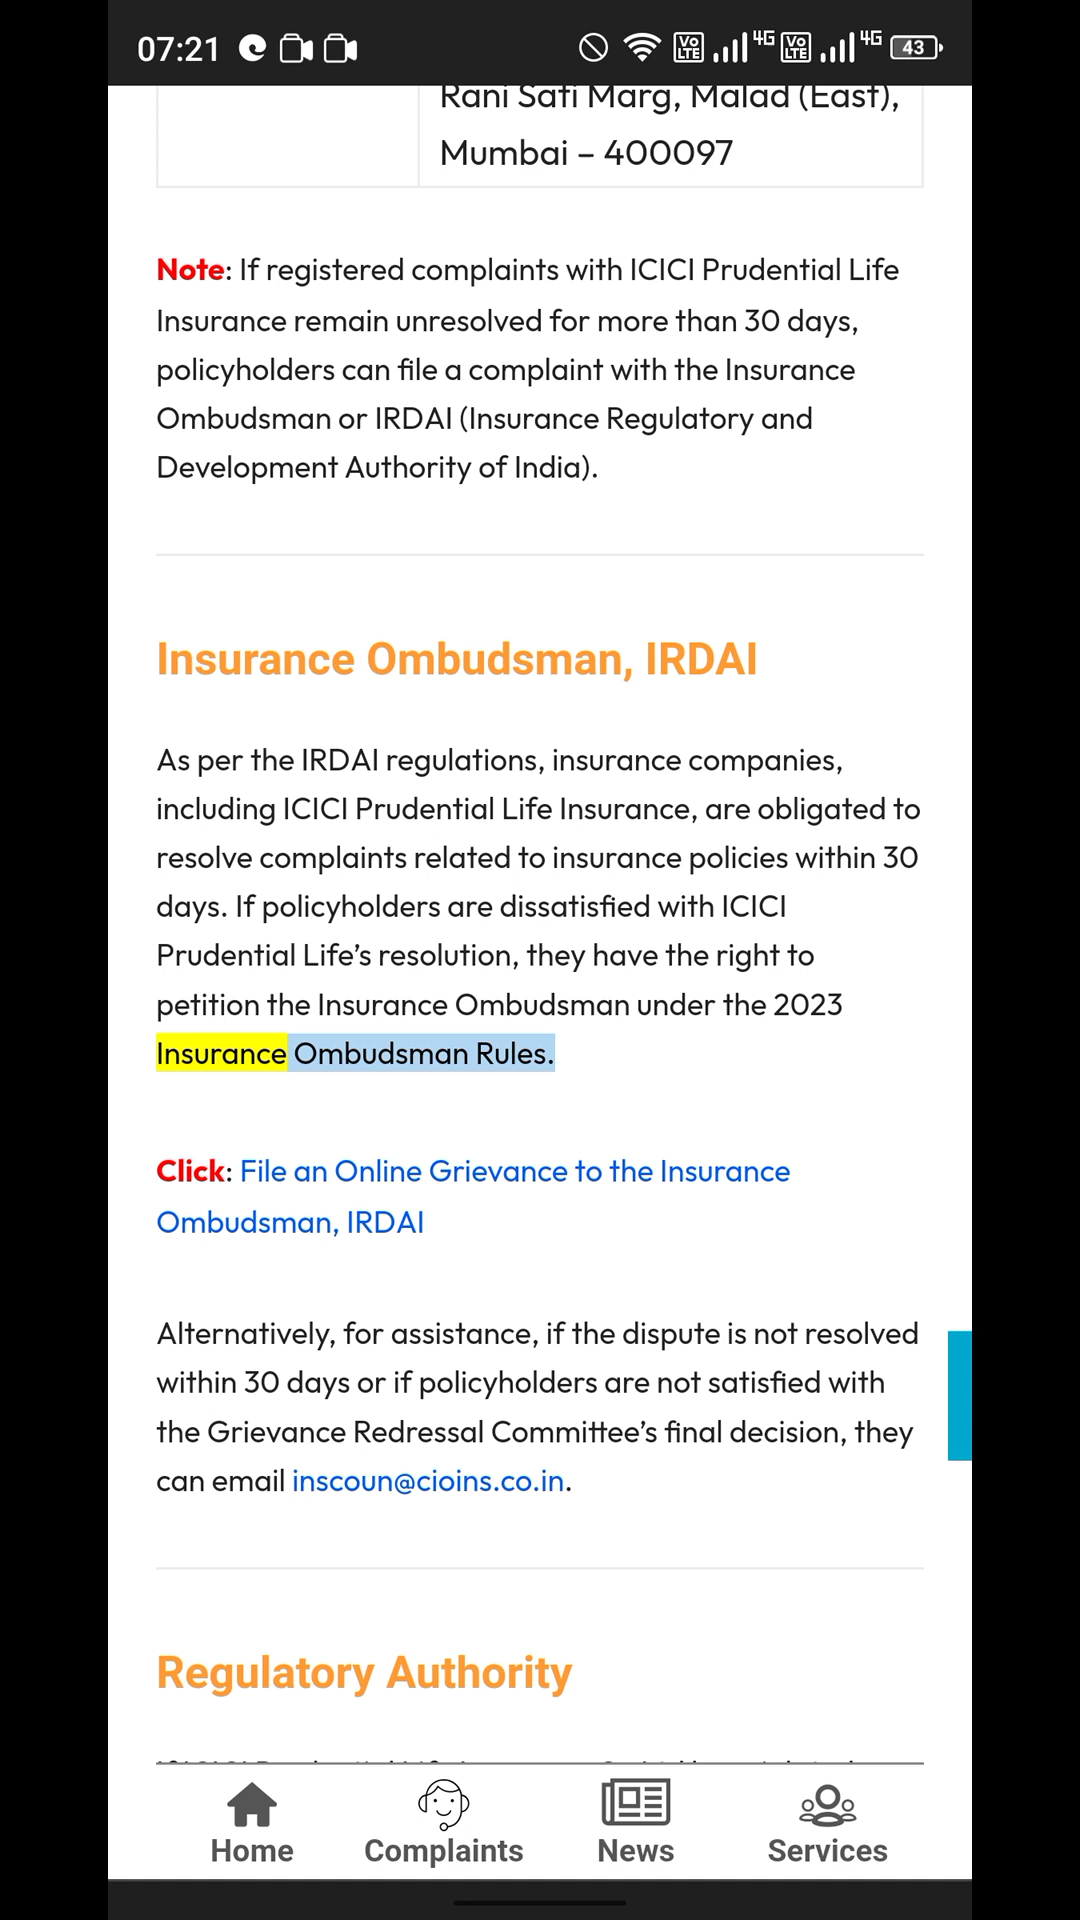 07:21
VoLTE 4G VoLTE 4G 43
Rani Sati Marg, Malad (East),
Mumbai – 400097
Note: If registered complaints with ICICI Prudential Life
Insurance remain unresolved for more than 30 days,
policyholders can file a complaint with the Insurance
Ombudsman or IRDAI (Insurance Regulatory and
Development Authority of India).
Insurance Ombudsman, IRDAI
As per the IRDAI regulations, insurance companies,
including ICICI Prudential Life Insurance, are obligated to
resolve complaints related to insurance policies within 30
days. If policyholders are dissatisfied with ICICI
Prudential Life’s resolution, they have the right to
petition the Insurance Ombudsman under the 2023
Insurance Ombudsman Rules.
Click: File an Online Grievance to the Insurance
Ombudsman, IRDAI
Alternatively, for assistance, if the dispute is not resolved
within 30 days or if policyholders are not satisfied with
the Grievance Redressal Committee’s final decision, they
can email inscoun@cioins.co.in.
Regulatory Authority
Home Complaints News Services